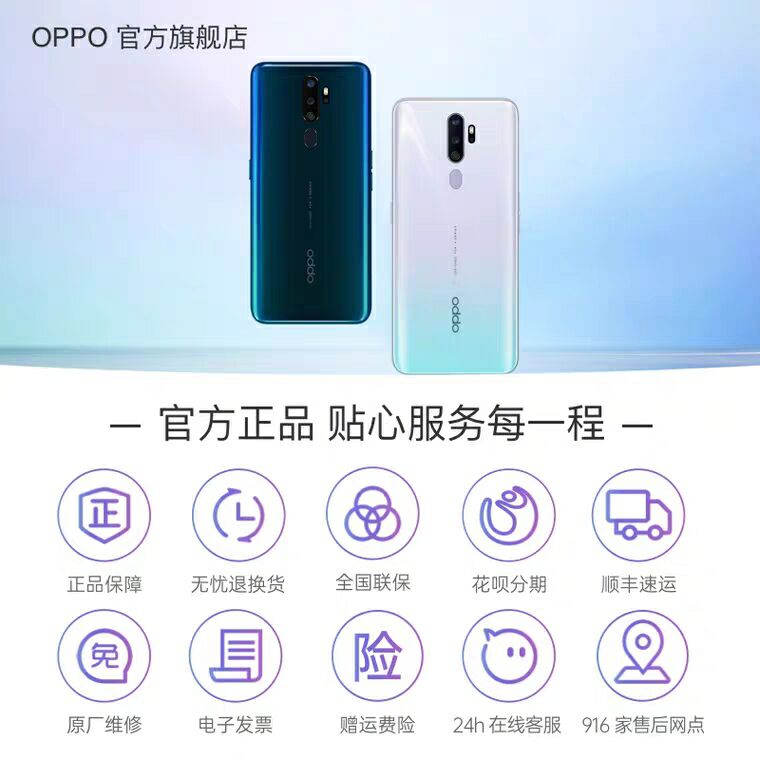 OPPO 官方旗舰店
oppo
oppo
— 官方正品 贴心服务每一程 —
正
正品保障
无忧退换货
全国联保
花呗分期
顺丰速运
免
险
原厂维修
电子发票
赠运费险
24h 在线客服
916 家售后网点